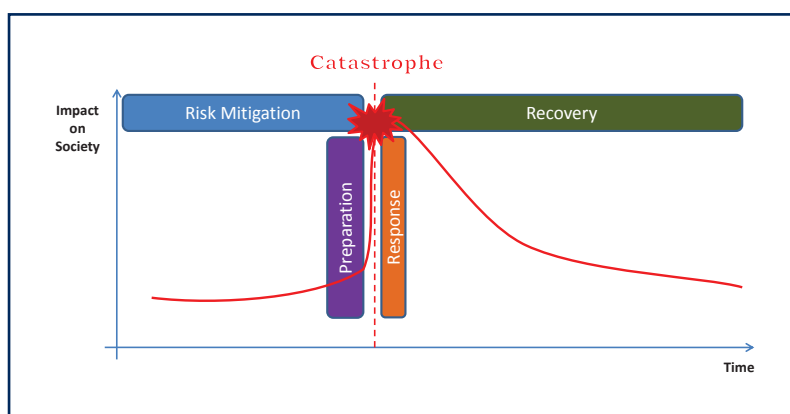 Catastrophe
Impact
on
Society
Risk Mitigation
Recovery
Preparation
Response
Time